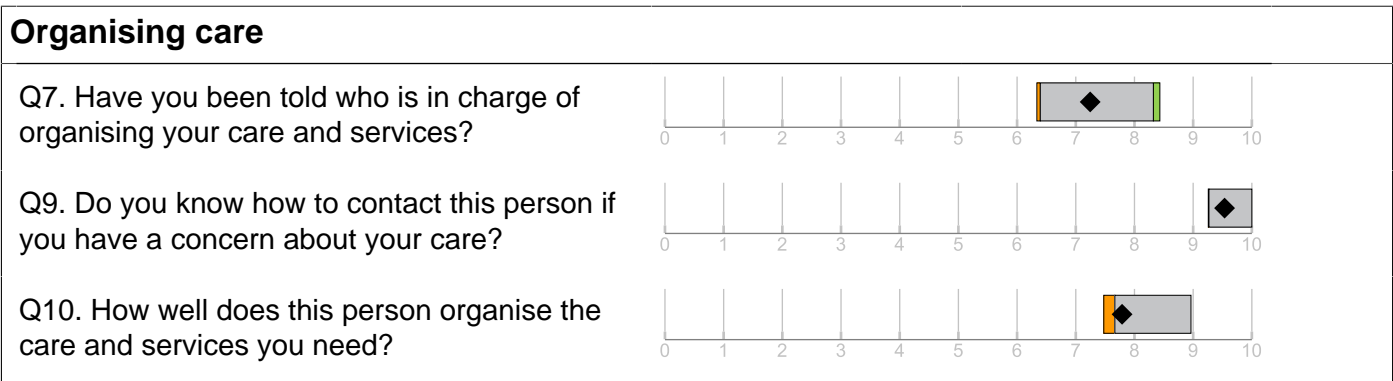 Organising care
Q7. Have you been told who is in charge of
organising your care and services?
0 1 2 3 4 5 6 7 8 9 10
Q9. Do you know how to contact this person if
you have a concern about your care?
0 1 2 3 4 5 6 7 8 9 10
Q10. How well does this person organise the
care and services you need?
0 1 2 3 4 5 6 7 8 9 10